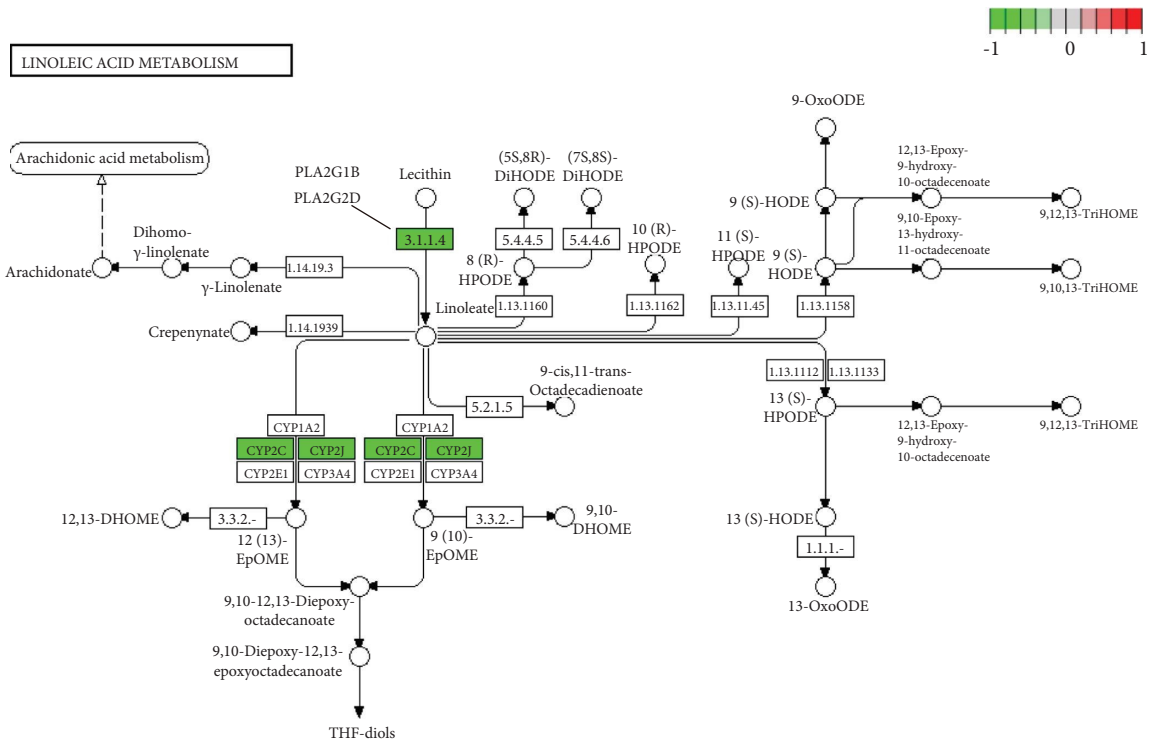 -1 0 1
LINOLEIC ACID METABOLISM
9-OxoODE
Arachidonic acid metabolism
PLA2G1B
PLA2G2D
Lecithin
(5S,8R)-
DiHODE
(7S,8S)-
DiHODE
12,13-Epoxy-
9-hydroxy-
10-octadecenoate
9 (S)-HODE
9,12,13-TriHOME
3.1.1.4
5.4.4.5
5.4.4.6
10 (R)-
HPODE
11 (S)-
HPODE
9 (S)-
HODE
9,10-Epoxy-
13-hydroxy-
11-octadecenoate
Dihomo-
γ-linolenate
Arachidonate
γ-Linolenate
1.14.19.3
8 (R)-
HPODE
9,10,13-TriHOME
Linoleate
1.13.1160
1.13.1162
1.13.11.45
1.13.1158
Crepenynate
1.14.1939
9-cis,11-trans-
Octadecadienoate
1.13.1112
1.13.1133
5.2.1.5
13 (S)-
HPODE
12,13-Epoxy-
9-hydroxy-
10-octadecenoate
9,12,13-TriHOME
CYP1A2
CYP2C CYP2J
CYP2E1 CYP3A4
CYP1A2
CYP2C CYP2J
CYP2E1 CYP3A4
12,13-DHOME
3.3.2.-
12 (13)-
EpOME
9 (10)-
EpOME
3.3.2.-
9,10-
DHOME
13 (S)-HODE
1.1.1.-
13-OxoODE
9,10-12,13-Diepoxy-
octadecanoate
9,10-Diepoxy-12,13-
epoxyoctadecanoate
THF-diols